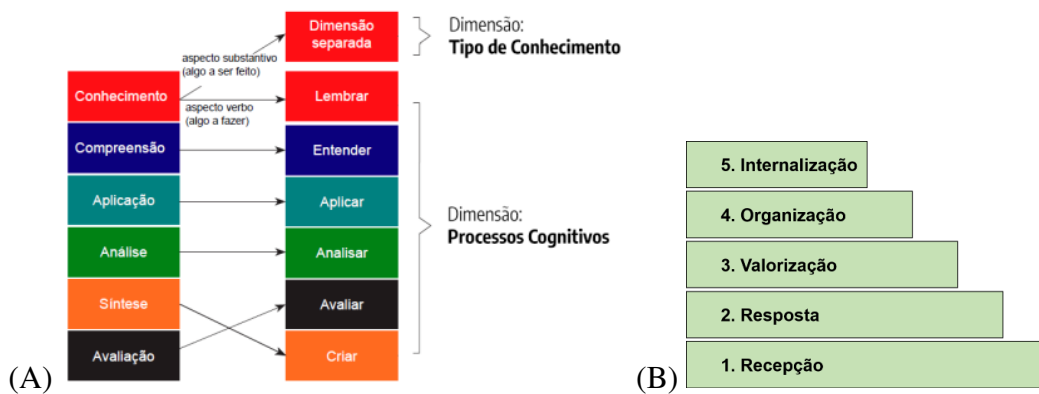 Dimensão
separada
Dimensão:
Tipo de Conhecimento
aspecto substantivo
(algo a ser feito)
Conhecimento
Lembrar
aspecto verbo
(algo a fazer)
Compreensão
Entender
Aplicação
Aplicar
Dimensão:
Processos Cognitivos
Análise
Analisar
Síntese
Avaliar
Avaliação
Criar
(A)
5. Internalização
4. Organização
3. Valorização
2. Resposta
1. Recepção
(B)